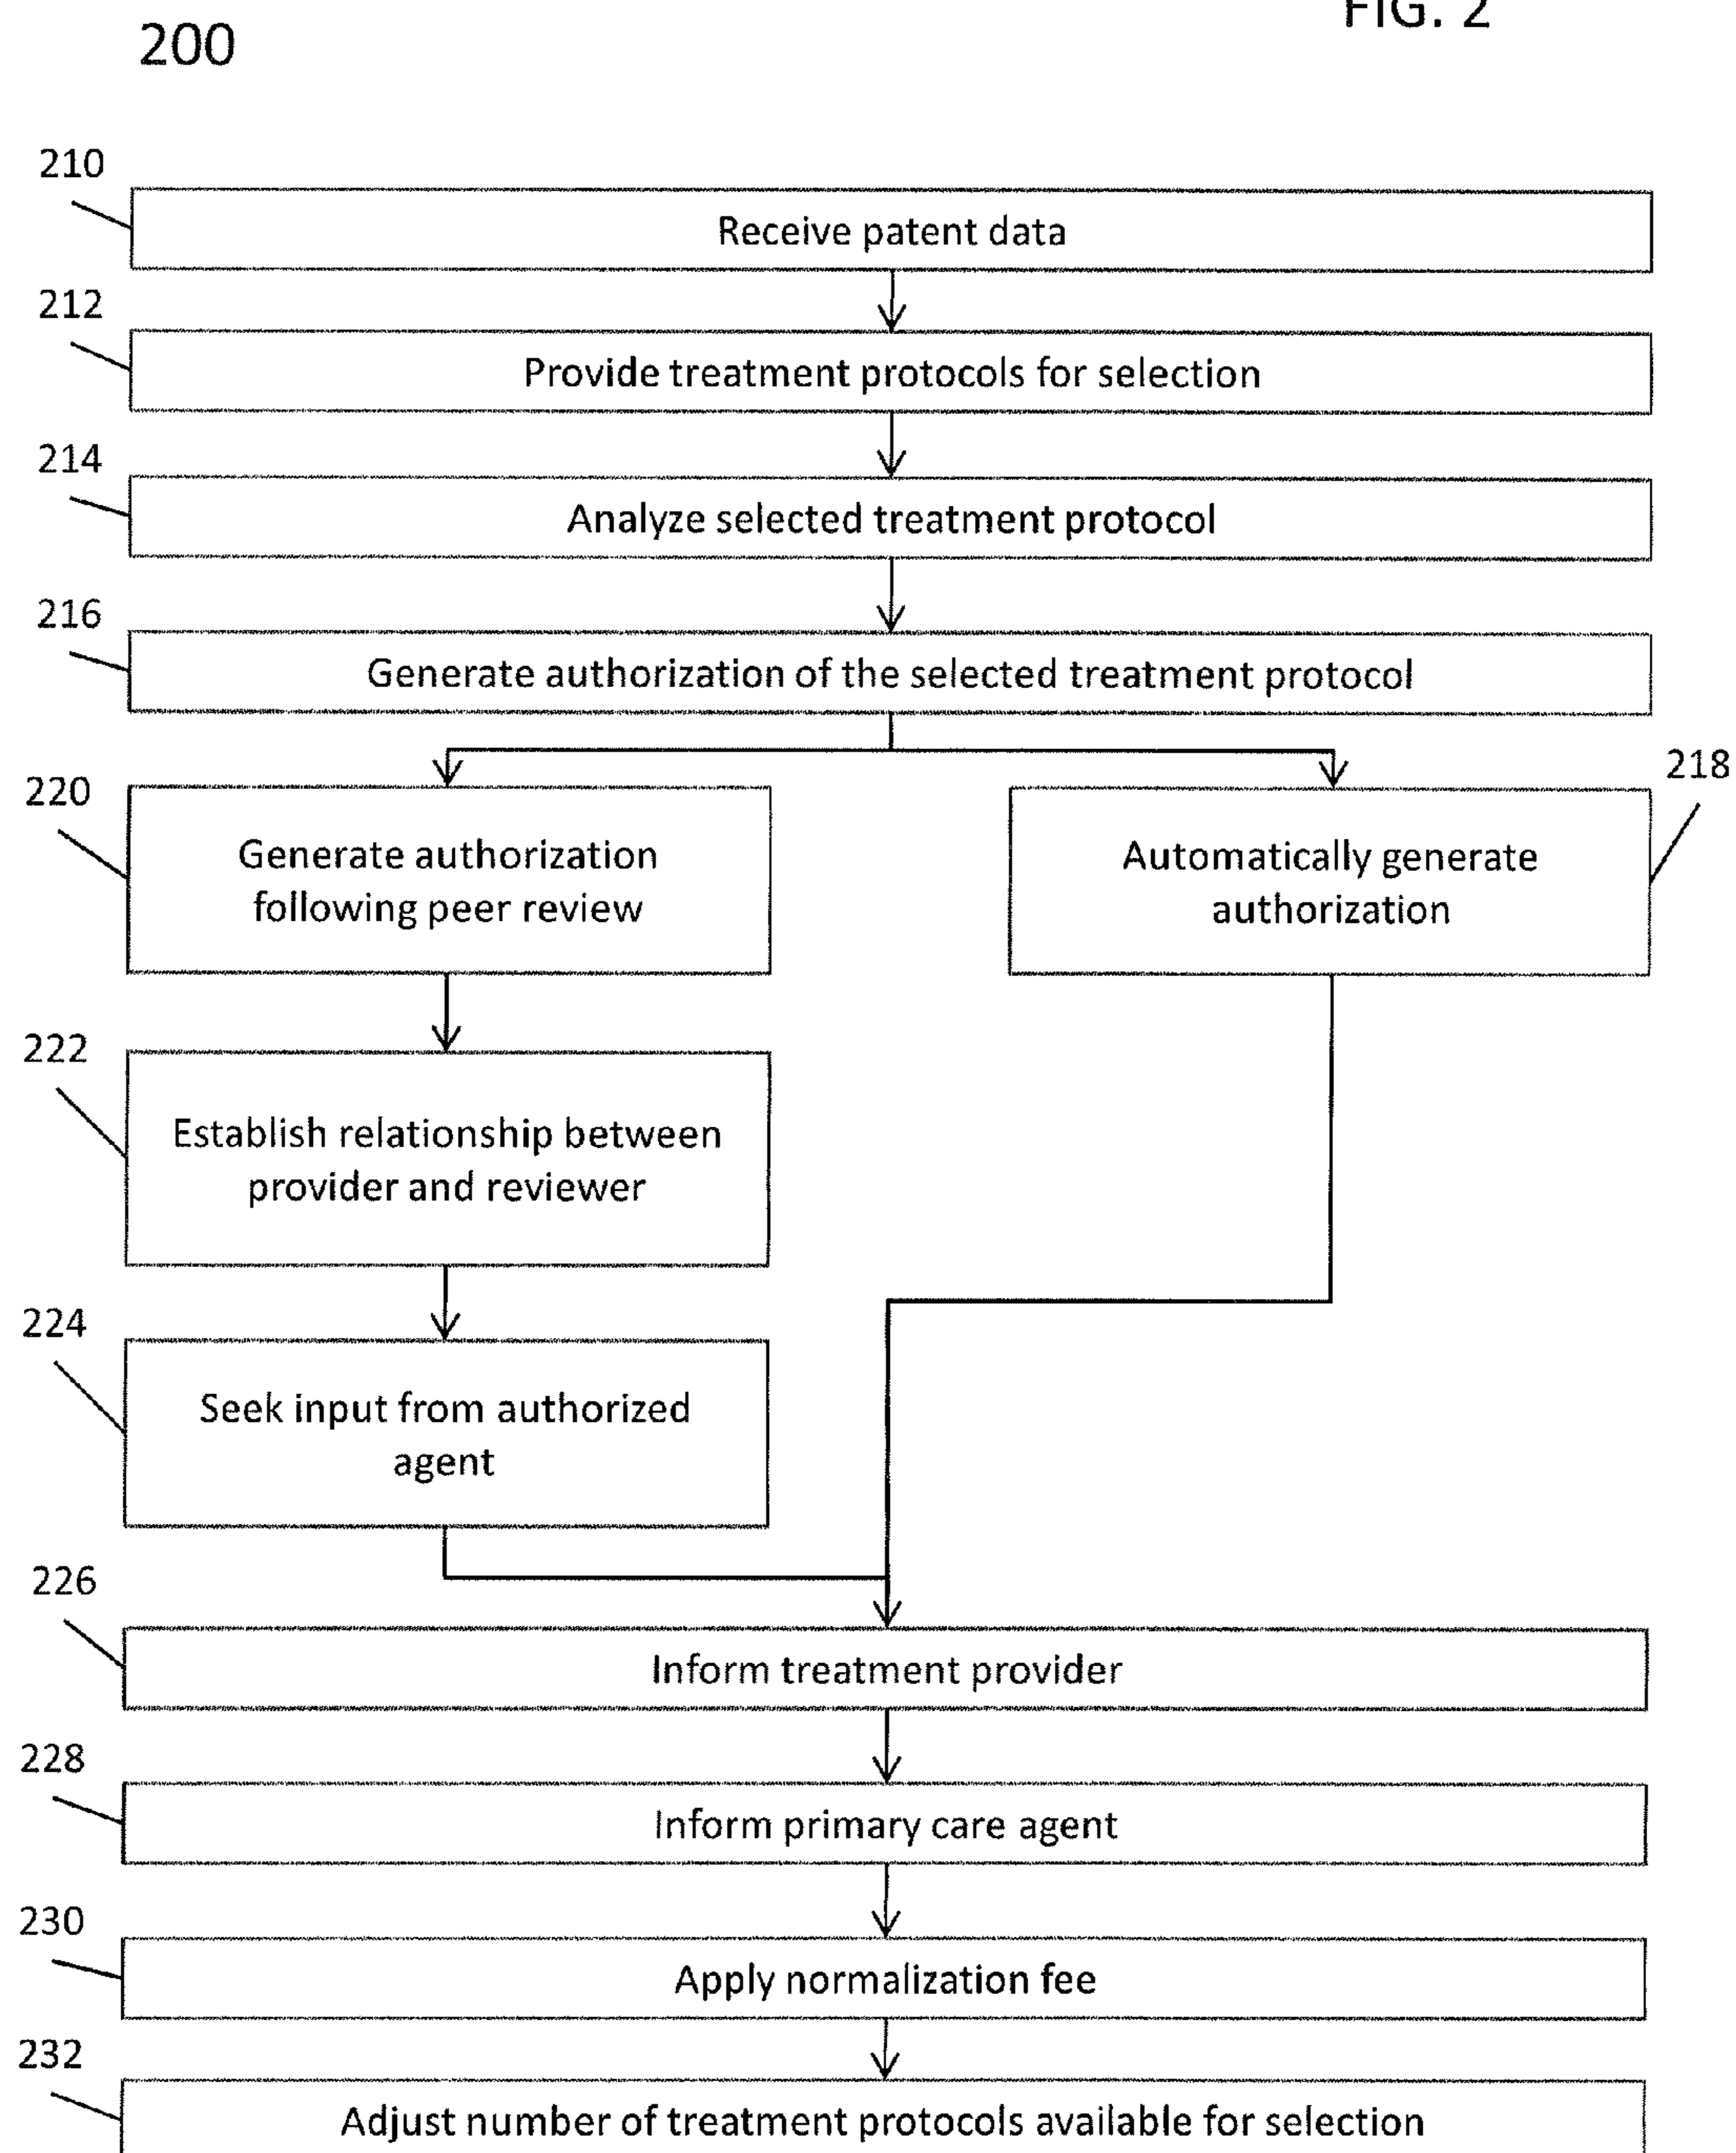 FIG. 2
200
210
Receive patent data
212
Provide treatment protocols for selection
214
Analyze selected treatment protocol
216
Generate authorization of the selected treatment protocol
220
Generate authorization
following peer review
218
Automatically generate
authorization
222
Establish relationship between
provider and reviewer
224
Seek input from authorized
agent
226
Inform treatment provider
228
Inform primary care agent
230
Apply normalization fee
232
Adjust number of treatment protocols available for selection